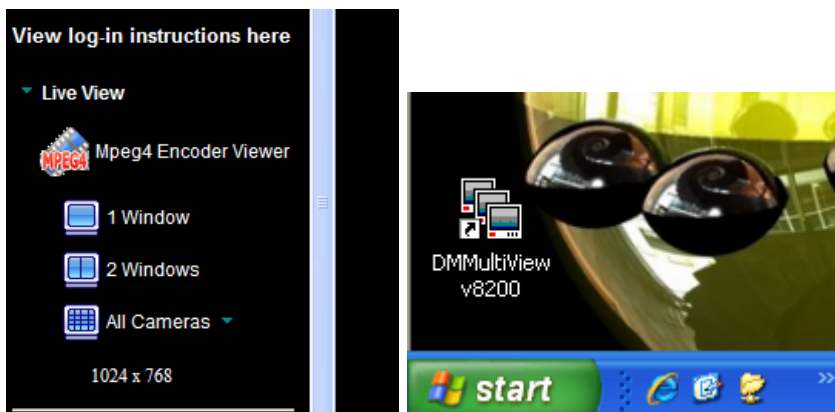 View log-in instructions here
Live View
MPEG4
Mpeg4 Encoder Viewer
1 Window
2 Windows
All Cameras
1024 x 768
DMMultiView
v8200
start